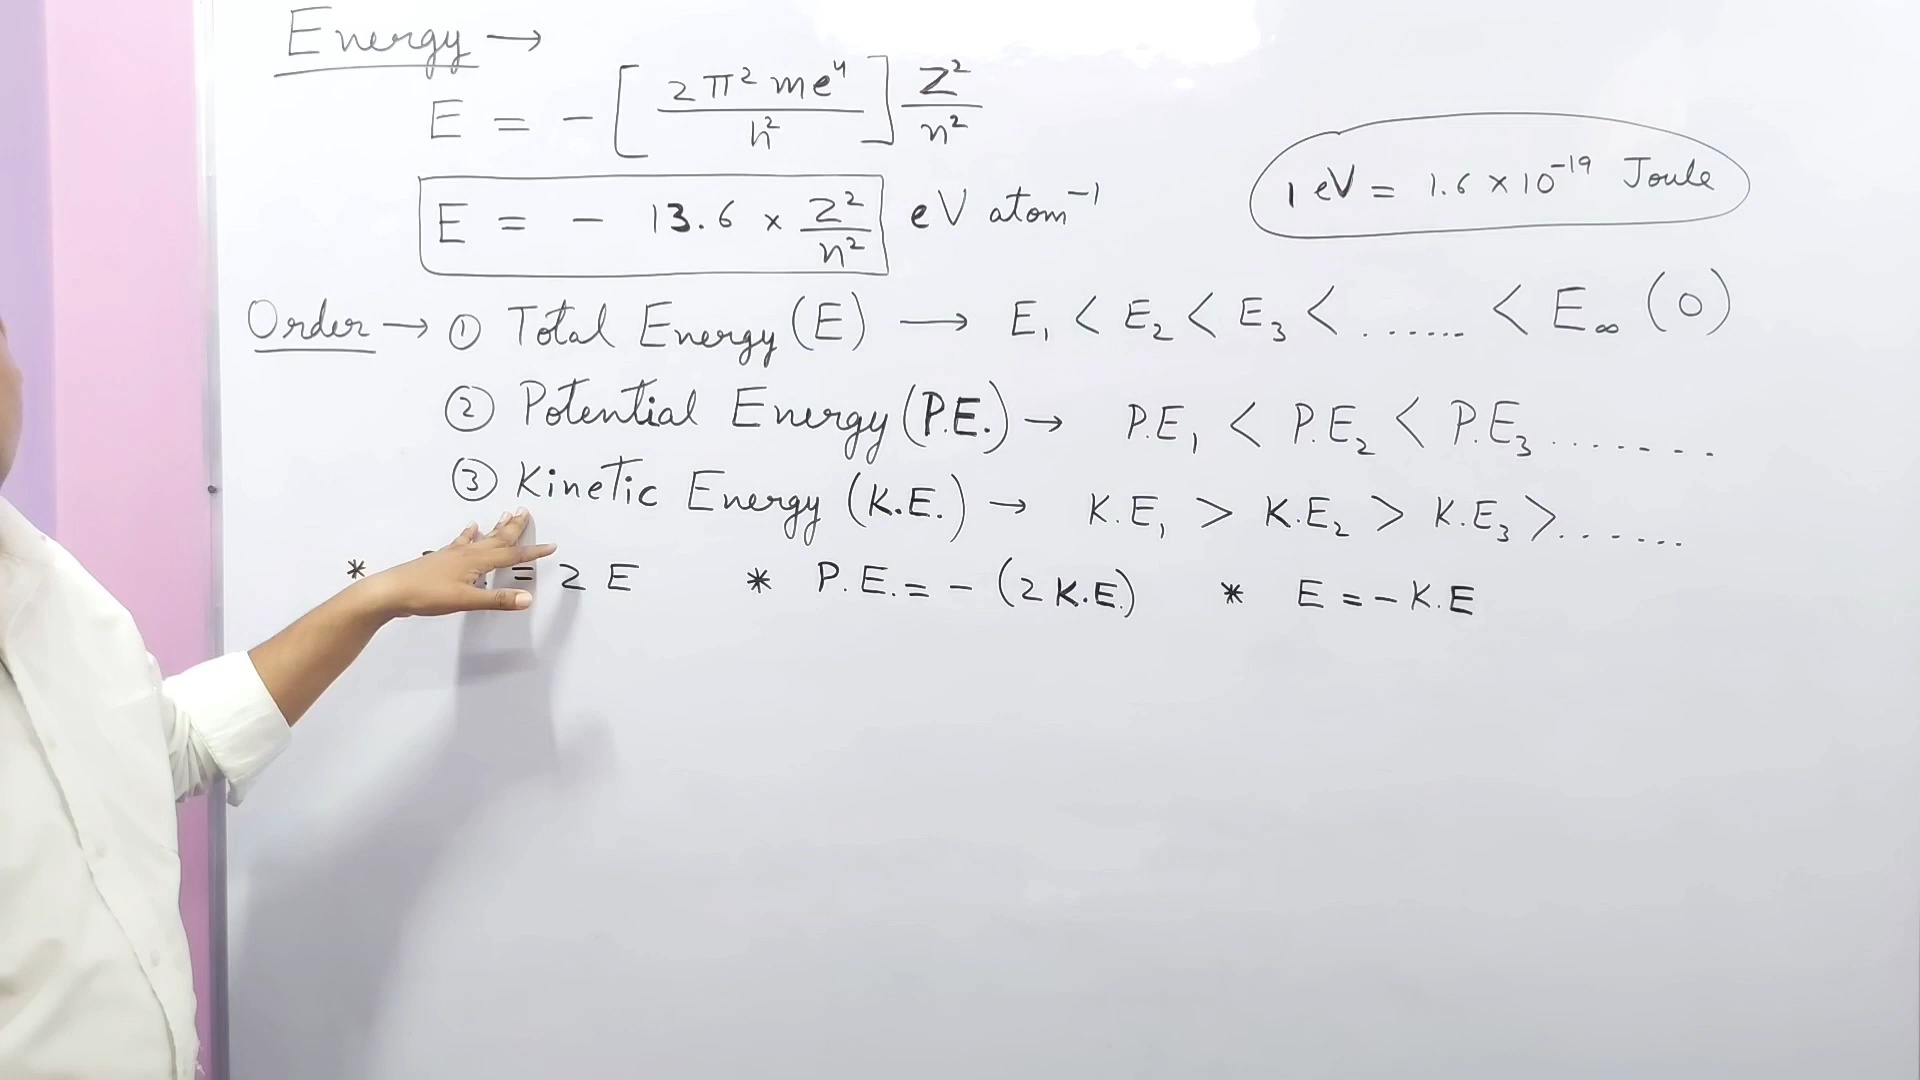 Energy →
E = - [2π²me⁴/h²] Z²/n²
E = - 13.6 × Z²/n² eV atom⁻¹
1 eV = 1.6 × 10⁻¹⁹ Joule
Order → ① Total Energy (E) → E₁ < E₂ < E₃ < ....... < E∞ (0)
② Potential Energy (P.E.) → P.E₁ < P.E₂ < P.E₃ .......
③ Kinetic Energy (K.E.) → K.E₁ > K.E₂ > K.E₃ > .......
* = 2 E * P.E. = - (2 K.E.) * E = - K.E